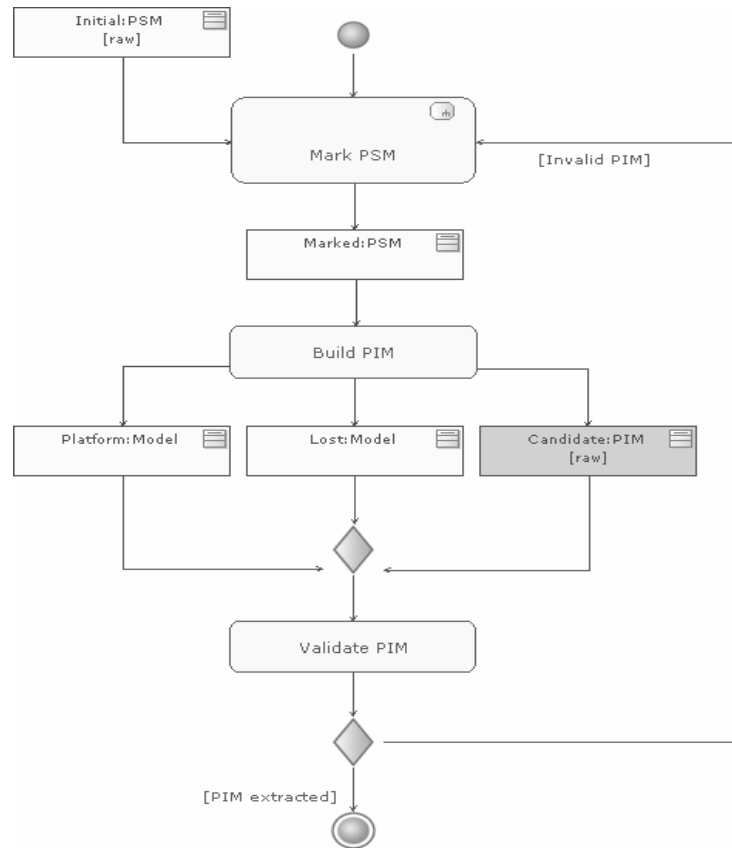 Initial:PSM
[raw]
Mark PSM
[Invalid PIM]
Marked:PSM
Build PIM
Platform:Model
Lost:Model
Candidate:PIM
[raw]
Validate PIM
[PIM extracted]